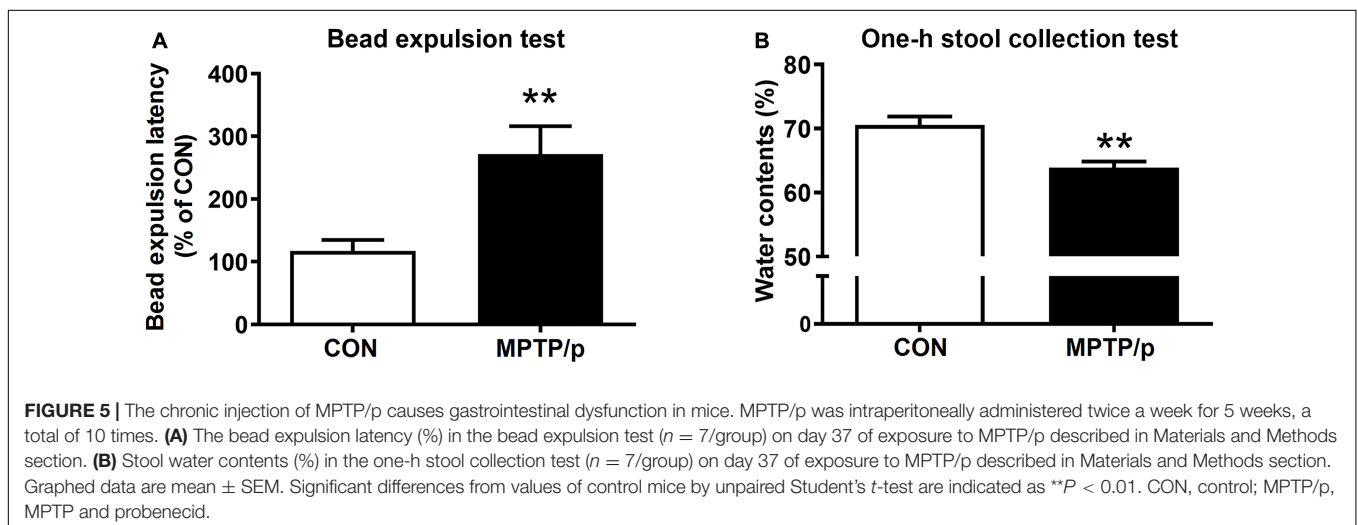 A
Bead expulsion test
Bead expulsion latency
(% of CON)
400
300
200
100
0
**
CON
MPTP/p
B
One-h stool collection test
Water contents (%)
80
70
60
50
0
**
CON
MPTP/p
FIGURE 5 | The chronic injection of MPTP/p causes gastrointestinal dysfunction in mice. MPTP/p was intraperitoneally administered twice a week for 5 weeks, a
total of 10 times. (A) The bead expulsion latency (%) in the bead expulsion test (n = 7/group) on day 37 of exposure to MPTP/p described in Materials and Methods
section. (B) Stool water contents (%) in the one-h stool collection test (n = 7/group) on day 37 of exposure to MPTP/p described in Materials and Methods section.
Graphed data are mean ± SEM. Significant differences from values of control mice by unpaired Student's t-test are indicated as **P < 0.01. CON, control; MPTP/p,
MPTP and probenecid.